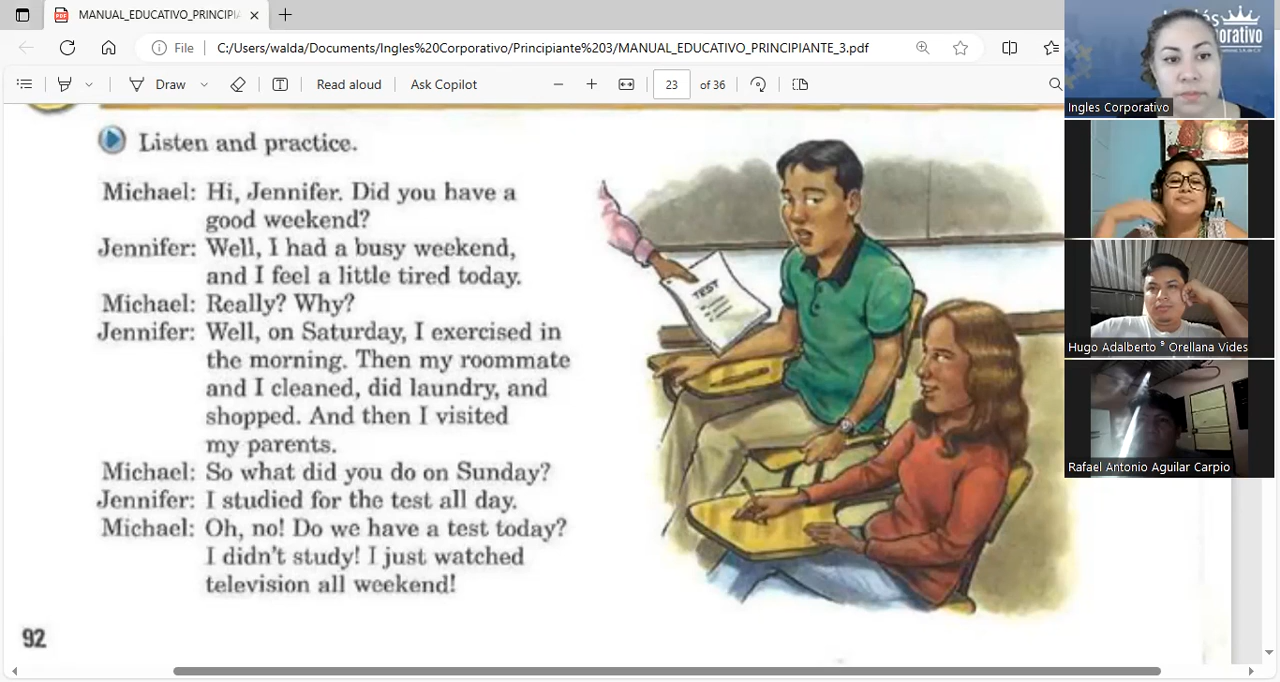 MANUAL_EDUCATIVO_PRINCIPI
File
C:/Users/walda/Documents/Ingles%20Corporativo/Principante%203/MANUAL_EDUCATIVO_PRINCIPIANTE_3.pdf
Draw
Read aloud
Ask Copilot
23 of 36
Listen and practice.
Michael: Hi, Jennifer. Did you have a
good weekend?
Jennifer: Well, I had a busy weekend,
and I feel a little tired today.
Michael: Really? Why?
Jennifer: Well, on Saturday, I exercised in
the morning. Then my roommate
and I cleaned, did laundry, and
shopped. And then I visited
my parents.
Michael: So what did you do on Sunday?
Jennifer: I studied for the test all day.
Michael: Oh, no! Do we have a test today?
I didn't study! I just watched
television all weekend!
92
TEST
Ingles Corporativo
Hugo Adalberto ° Orellana Vides
Rafael Antonio Aguilar Carpio